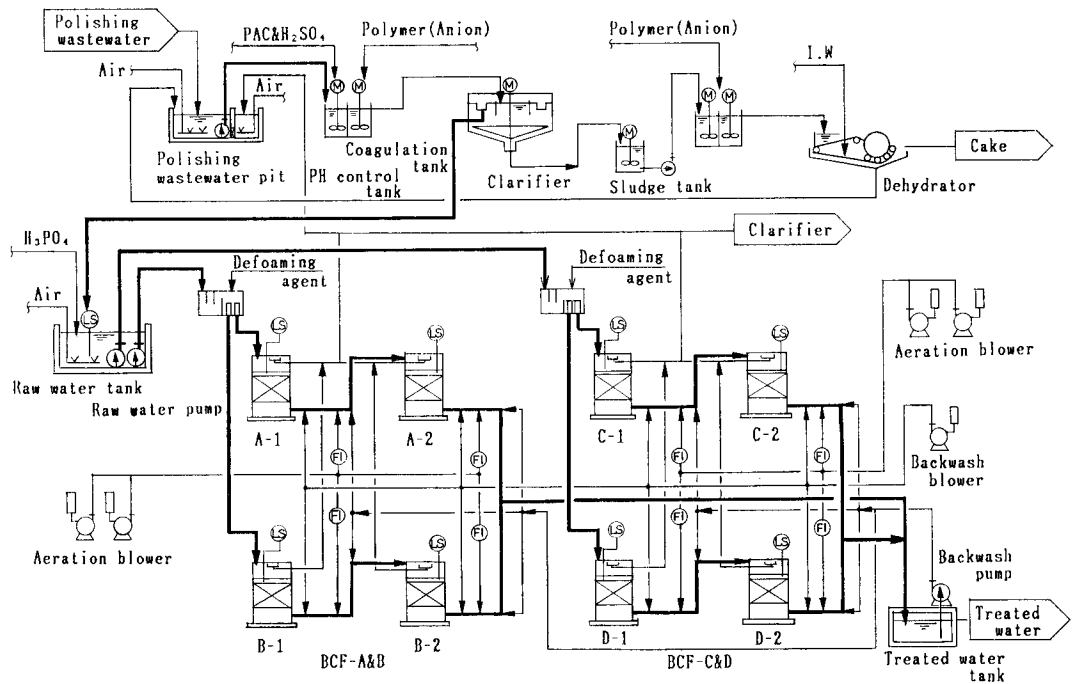 Polishing
wastewater
PAC&H₂SO₄
Polymer(Anion)
Polymer(Anion)
I.W
Air
Air
M
M
M
M
M
M
Polishing
wastewater pit
PH control
tank
Coagulation
tank
Clarifier
Sludge tank
Dehydrator
Cake
H₃PO₄
Air
LS
Defoaming
agent
Defoaming
agent
Clarifier
Raw water tank
Raw water pump
LS
LS
LS
LS
Aeration blower
A-1
A-2
C-1
C-2
Backwash
blower
FI
FI
FI
FI
FI
FI
FI
FI
Aeration blower
LS
LS
LS
LS
Backwash
pump
B-1
B-2
D-1
D-2
Treated
water
Treated water
tank
BCF-A&B
BCF-C&D